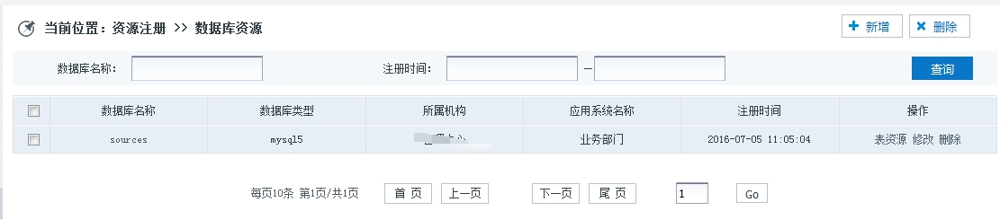 当前位置：资源注册 >> 数据库资源
新增 删除
数据库名称： 注册时间： — 查询
数据库名称 数据库类型 所属机构 应用系统名称 注册时间 操作
sources mysql5 业务部门 2016-07-05 11:05:04 表资源 修改 删除
每页10条 第1页/共1页 首 页 上一页 下一页 尾 页 1 Go